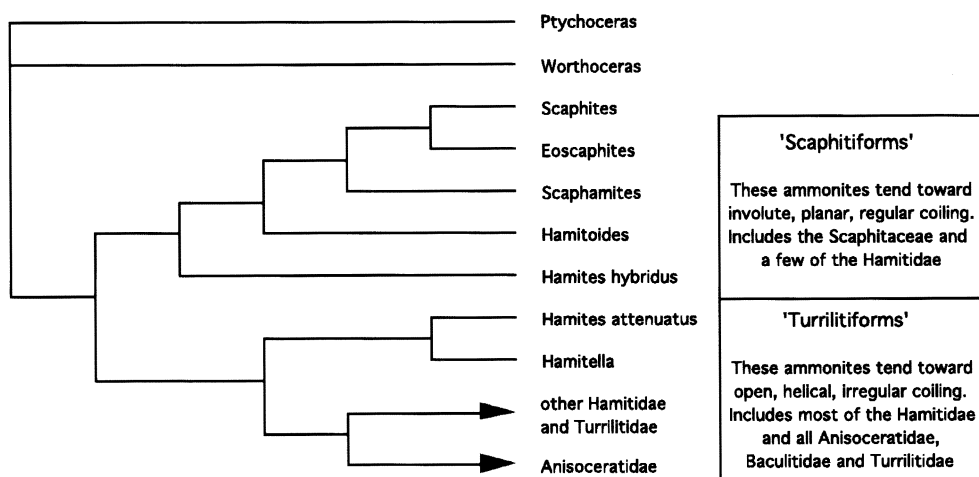 Ptychoceras
Worthoceras
Scaphites
Eoscaphites
Scaphamites
Hamitoides
Hamites hybridus
Hamites attenuatus
Hamitella
other Hamitidae
and Turrilitidae
Anisoceratidae
'Scaphitiforms'
These ammonites tend toward
involute, planar, regular coiling.
Includes the Scaphitaceae and
a few of the Hamitidae
'Turrilitiforms'
These ammonites tend toward
open, helical, irregular coiling.
Includes most of the Hamitidae
and all Anisoceratidae,
Baculitidae and Turrilitidae